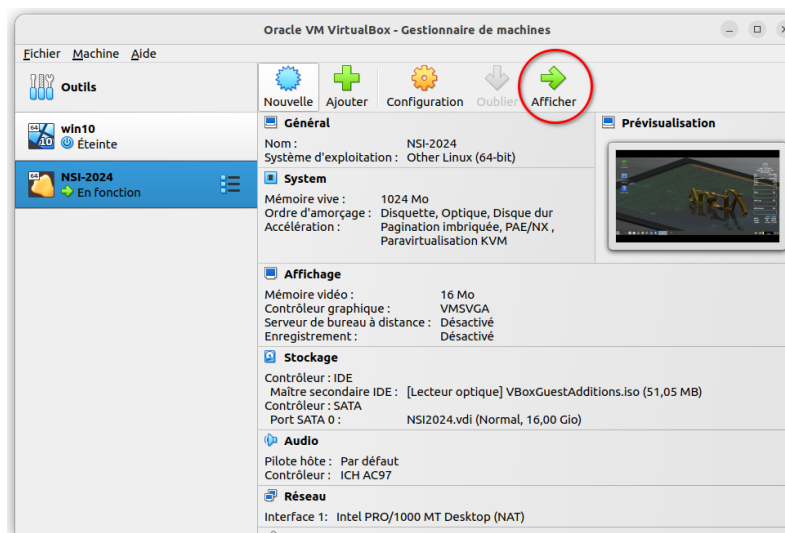 Oracle VM VirtualBox - Gestionnaire de machines
Fichier Machine Aide
Outils
Nouvelle Ajouter Configuration Oublier Afficher
64 win10
10 Éteinte
64 NSI-2024
En fonction
Général
Nom : NSI-2024
Système d'exploitation : Other Linux (64-bit)
Prévisualisation
System
Mémoire vive : 1024 Mo
Ordre d'amorçage : Disquette, Optique, Disque dur
Accélération : Pagination imbriquée, PAE/NX ,
Paravirtualisation KVM
Affichage
Mémoire vidéo : 16 Mo
Contrôleur graphique : VMSVGA
Serveur de bureau à distance : Désactivé
Enregistrement : Désactivé
Stockage
Contrôleur : IDE
Maître secondaire IDE : [Lecteur optique] VBoxGuestAdditions.iso (51,05 MB)
Contrôleur : SATA
Port SATA 0 : NSI2024.vdi (Normal, 16,00 Gio)
Audio
Pilote hôte : Par défaut
Contrôleur : ICH AC97
Réseau
Interface 1: Intel PRO/1000 MT Desktop (NAT)